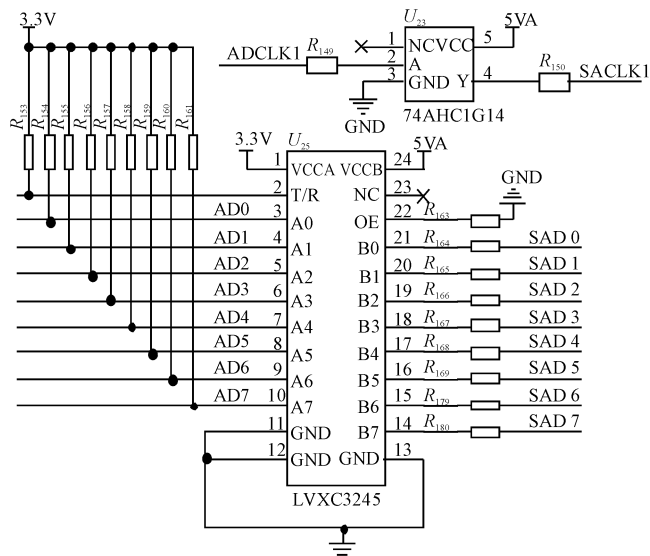 3.3V
U23
5VA
1 NC VCC 5
ADCLK1 R149 2 A
3 GND Y 4 R150 SACLK1
GND
74AHC1G14
R153 R154 R155 R156 R157 R158 R159 R160 R161
U25
3.3V 5VA
1 VCCA VCCB 24
2 T/R NC 23
GND
AD0 3 A0 OE 22 R163
AD1 4 A1 B0 21 R164 SAD 0
AD2 5 A2 B1 20 R165 SAD 1
AD3 6 A3 B2 19 R166 SAD 2
AD4 7 A4 B3 18 R167 SAD 3
AD5 8 A5 B4 17 R168 SAD 4
AD6 9 A6 B5 16 R169 SAD 5
AD7 10 A7 B6 15 R179 SAD 6
11 GND B7 14 R180 SAD 7
12 GND GND 13
LVXC3245